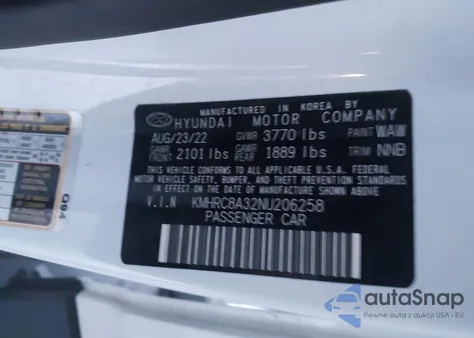 MANUFACTURED IN KOREA BY
HYUNDAI MOTOR COMPANY
AUG/23/22 GVWR 3770 lbs PAINT WAW
GAWR FRONT 2101 lbs GAWR REAR 1889 lbs TRIM NNB
THIS VEHICLE CONFORMS TO ALL APPLICABLE U.S.A. FEDERAL
MOTOR VEHICLE SAFETY, BUMPER, AND THEFT PREVENTION
STANDARDS IN EFFECT ON THE DATE OF MANUFACTURE SHOWN ABOVE.
V.I.N KMHRC8A32NU206258
PASSENGER CAR
G94
autoSnap
Pewne auta z aukcji USA i EU